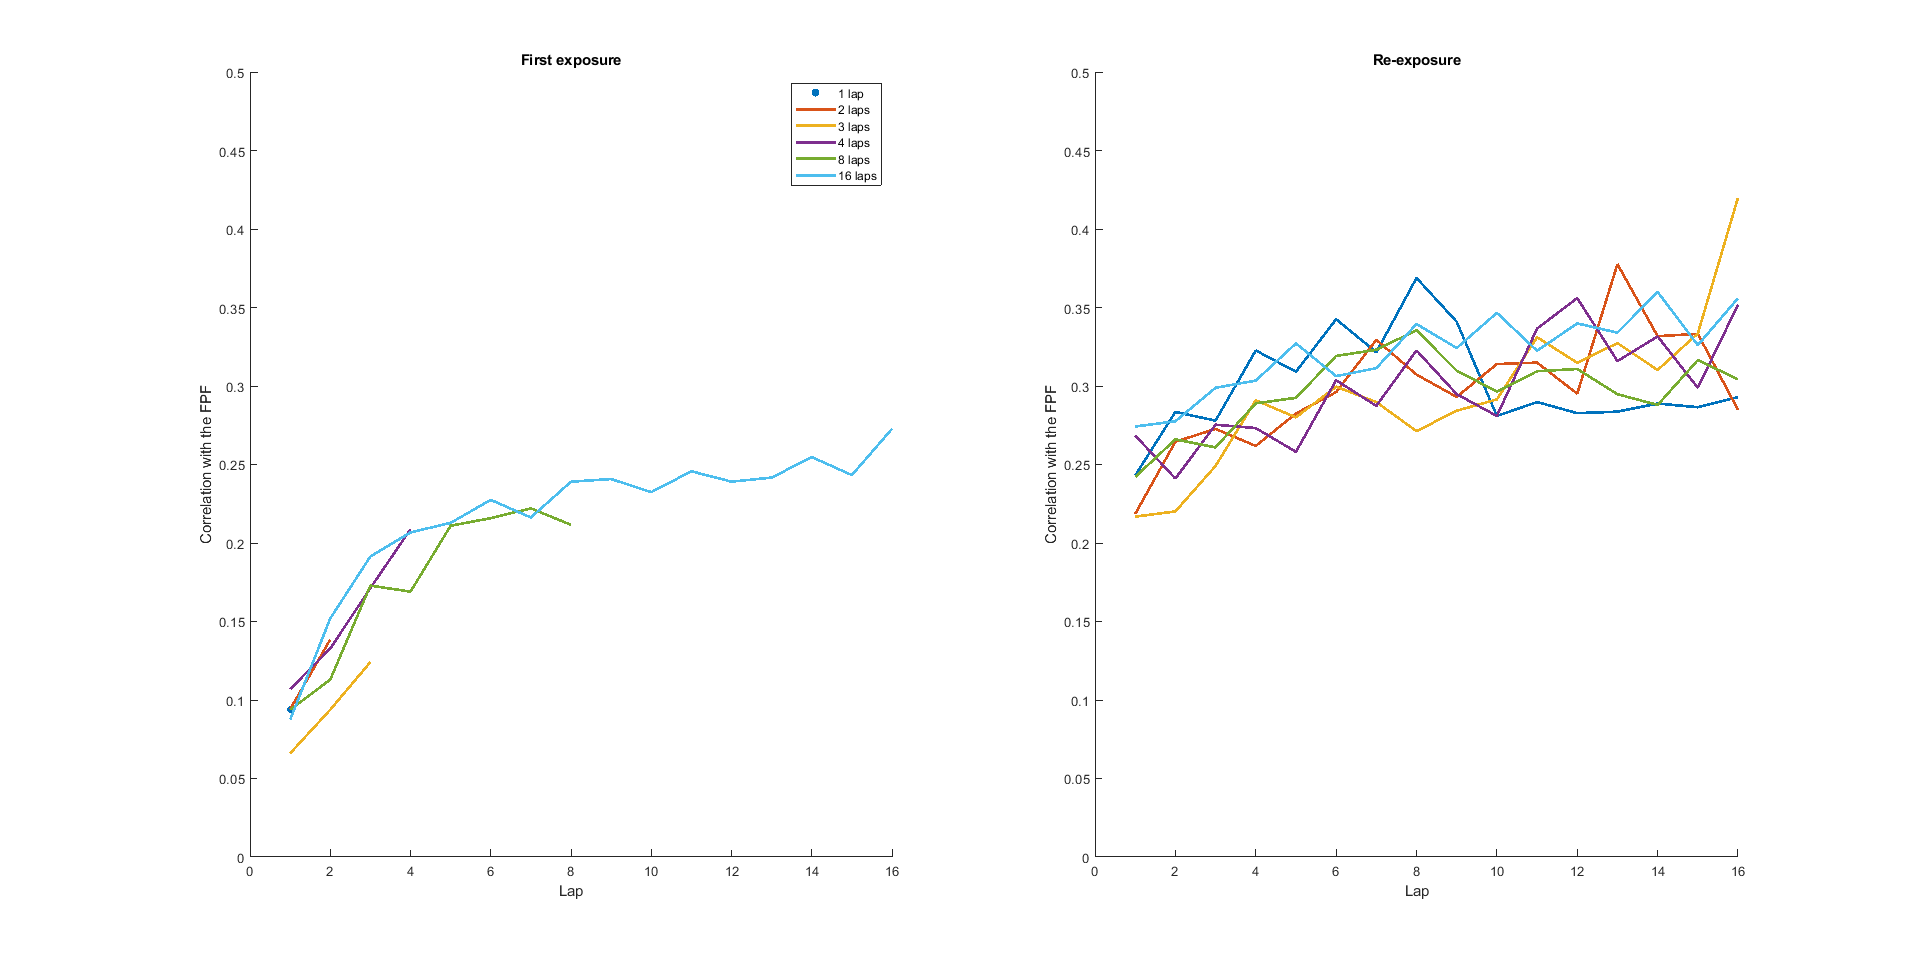 First exposure
0.5
0.45
0.4
0.35
0.3
0.25
0.2
0.15
0.1
0.05
0
Correlation with the FPF
1 lap
2 laps
3 laps
4 laps
8 laps
16 laps
0 2 4 6 8 10 12 14 16
Lap
Re-exposure
0.5
0.45
0.4
0.35
0.3
0.25
0.2
0.15
0.1
0.05
0
Correlation with the FPF
0 2 4 6 8 10 12 14 16
Lap